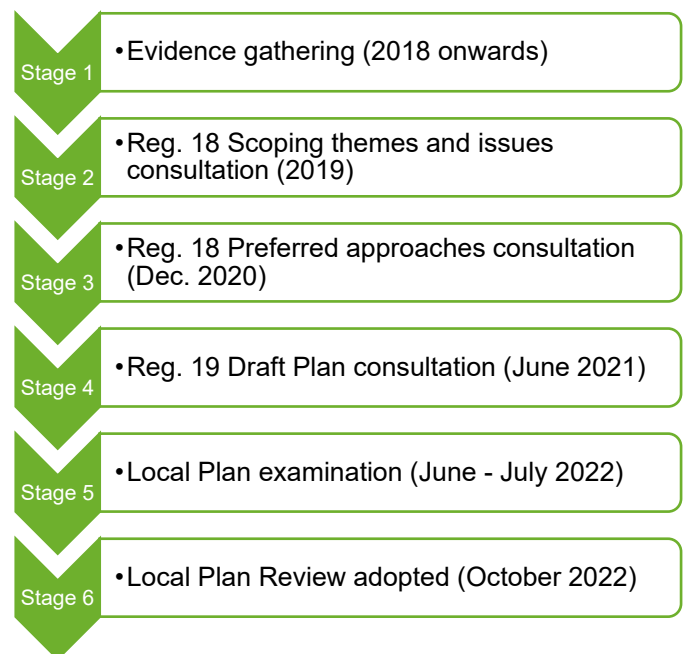 Stage 1
•Evidence gathering (2018 onwards)
Stage 2
•Reg. 18 Scoping themes and issues
consultation (2019)
Stage 3
•Reg. 18 Preferred approaches consultation
(Dec. 2020)
Stage 4
•Reg. 19 Draft Plan consultation (June 2021)
Stage 5
•Local Plan examination (June - July 2022)
Stage 6
•Local Plan Review adopted (October 2022)